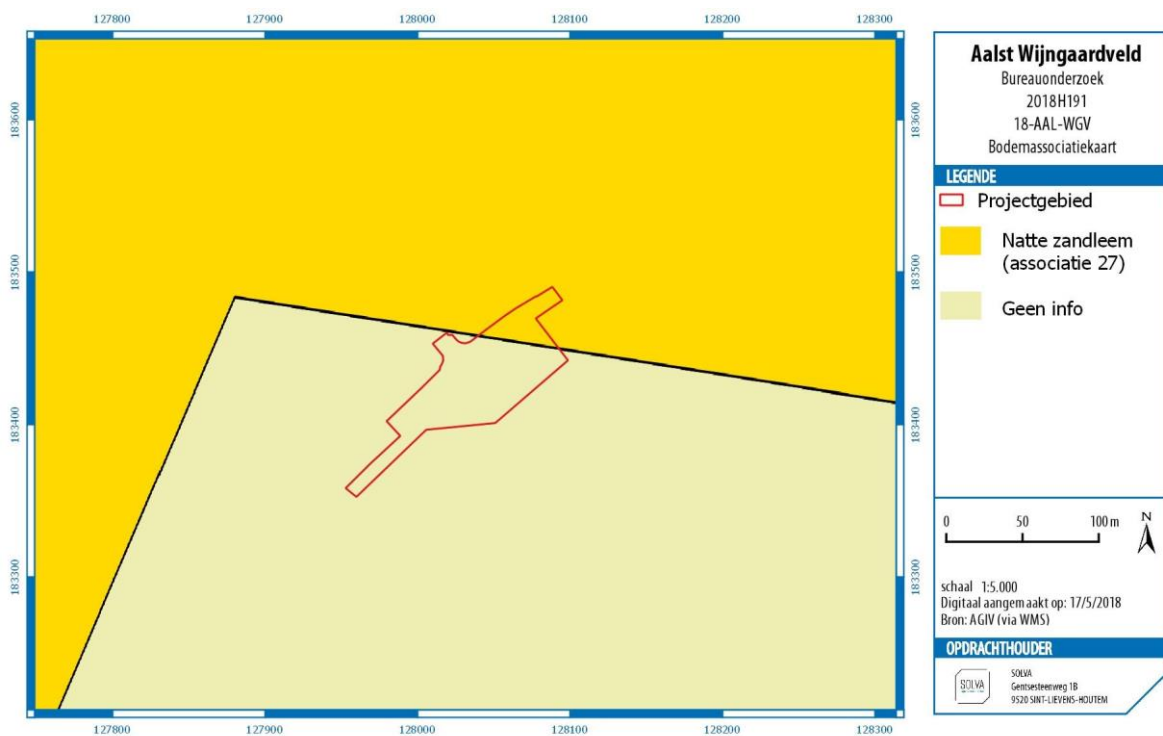 127800 127900 128000 128100 128200 128300
183600
183500
183400
183300
183600
183500
183400
183300
127800 127900 128000 128100 128200 128300
Aalst Wijngaardveld
Bureauonderzoek
2018H191
18-AAL-WGV
Bodemassociatiekaart
LEGENDE
Projectgebied
Natte zandleem
(associatie 27)
Geen info
0 50 100 m
N
schaal 1:5.000
Digitaal aangemaakt op: 17/5/2018
Bron: AGIV (via WMS)
OPDRACHTHOUDER
SOLVA
SOLVA
Gentsesteenweg 1B
9520 SINT-LIEVENS-HOUTEM